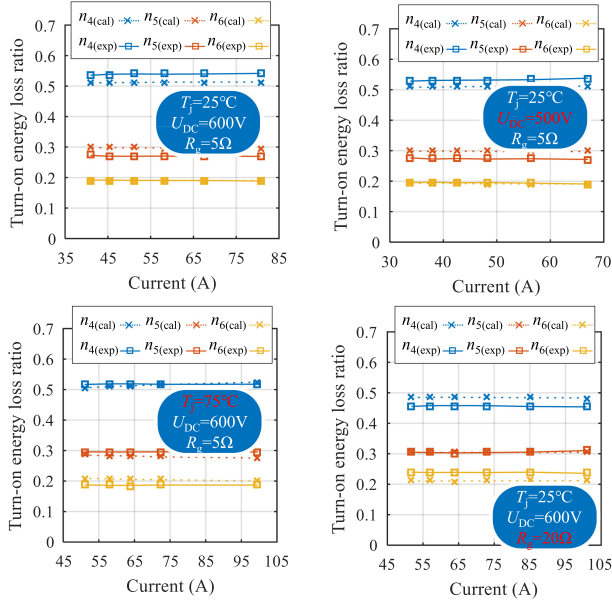 n4(cal) n5(cal) n6(cal)
n4(exp) n5(exp) n6(exp)
Turn-on energy loss ratio
0.7
0.6
0.5
0.4
0.3
0.2
0.1
0
Tj=25℃
UDC=600V
Rg=5Ω
35 45 55 65 75 85
Current (A)
n4(cal) n5(cal) n6(cal)
n4(exp) n5(exp) n6(exp)
Turn-on energy loss ratio
0.7
0.6
0.5
0.4
0.3
0.2
0.1
0
Tj=25℃
UDC=500V
Rg=5Ω
30 40 50 60 70
Current (A)
n4(cal) n5(cal) n6(cal)
n4(exp) n5(exp) n6(exp)
Turn-on energy loss ratio
0.7
0.6
0.5
0.4
0.3
0.2
0.1
0
Tj=75℃
UDC=600V
Rg=5Ω
45 55 65 75 85 95 105
Current (A)
n4(cal) n5(cal) n6(cal)
n4(exp) n5(exp) n6(exp)
Turn-on energy loss ratio
0.7
0.6
0.5
0.4
0.3
0.2
0.1
0
Tj=25℃
UDC=600V
Rg=20Ω
45 55 65 75 85 95 105
Current (A)